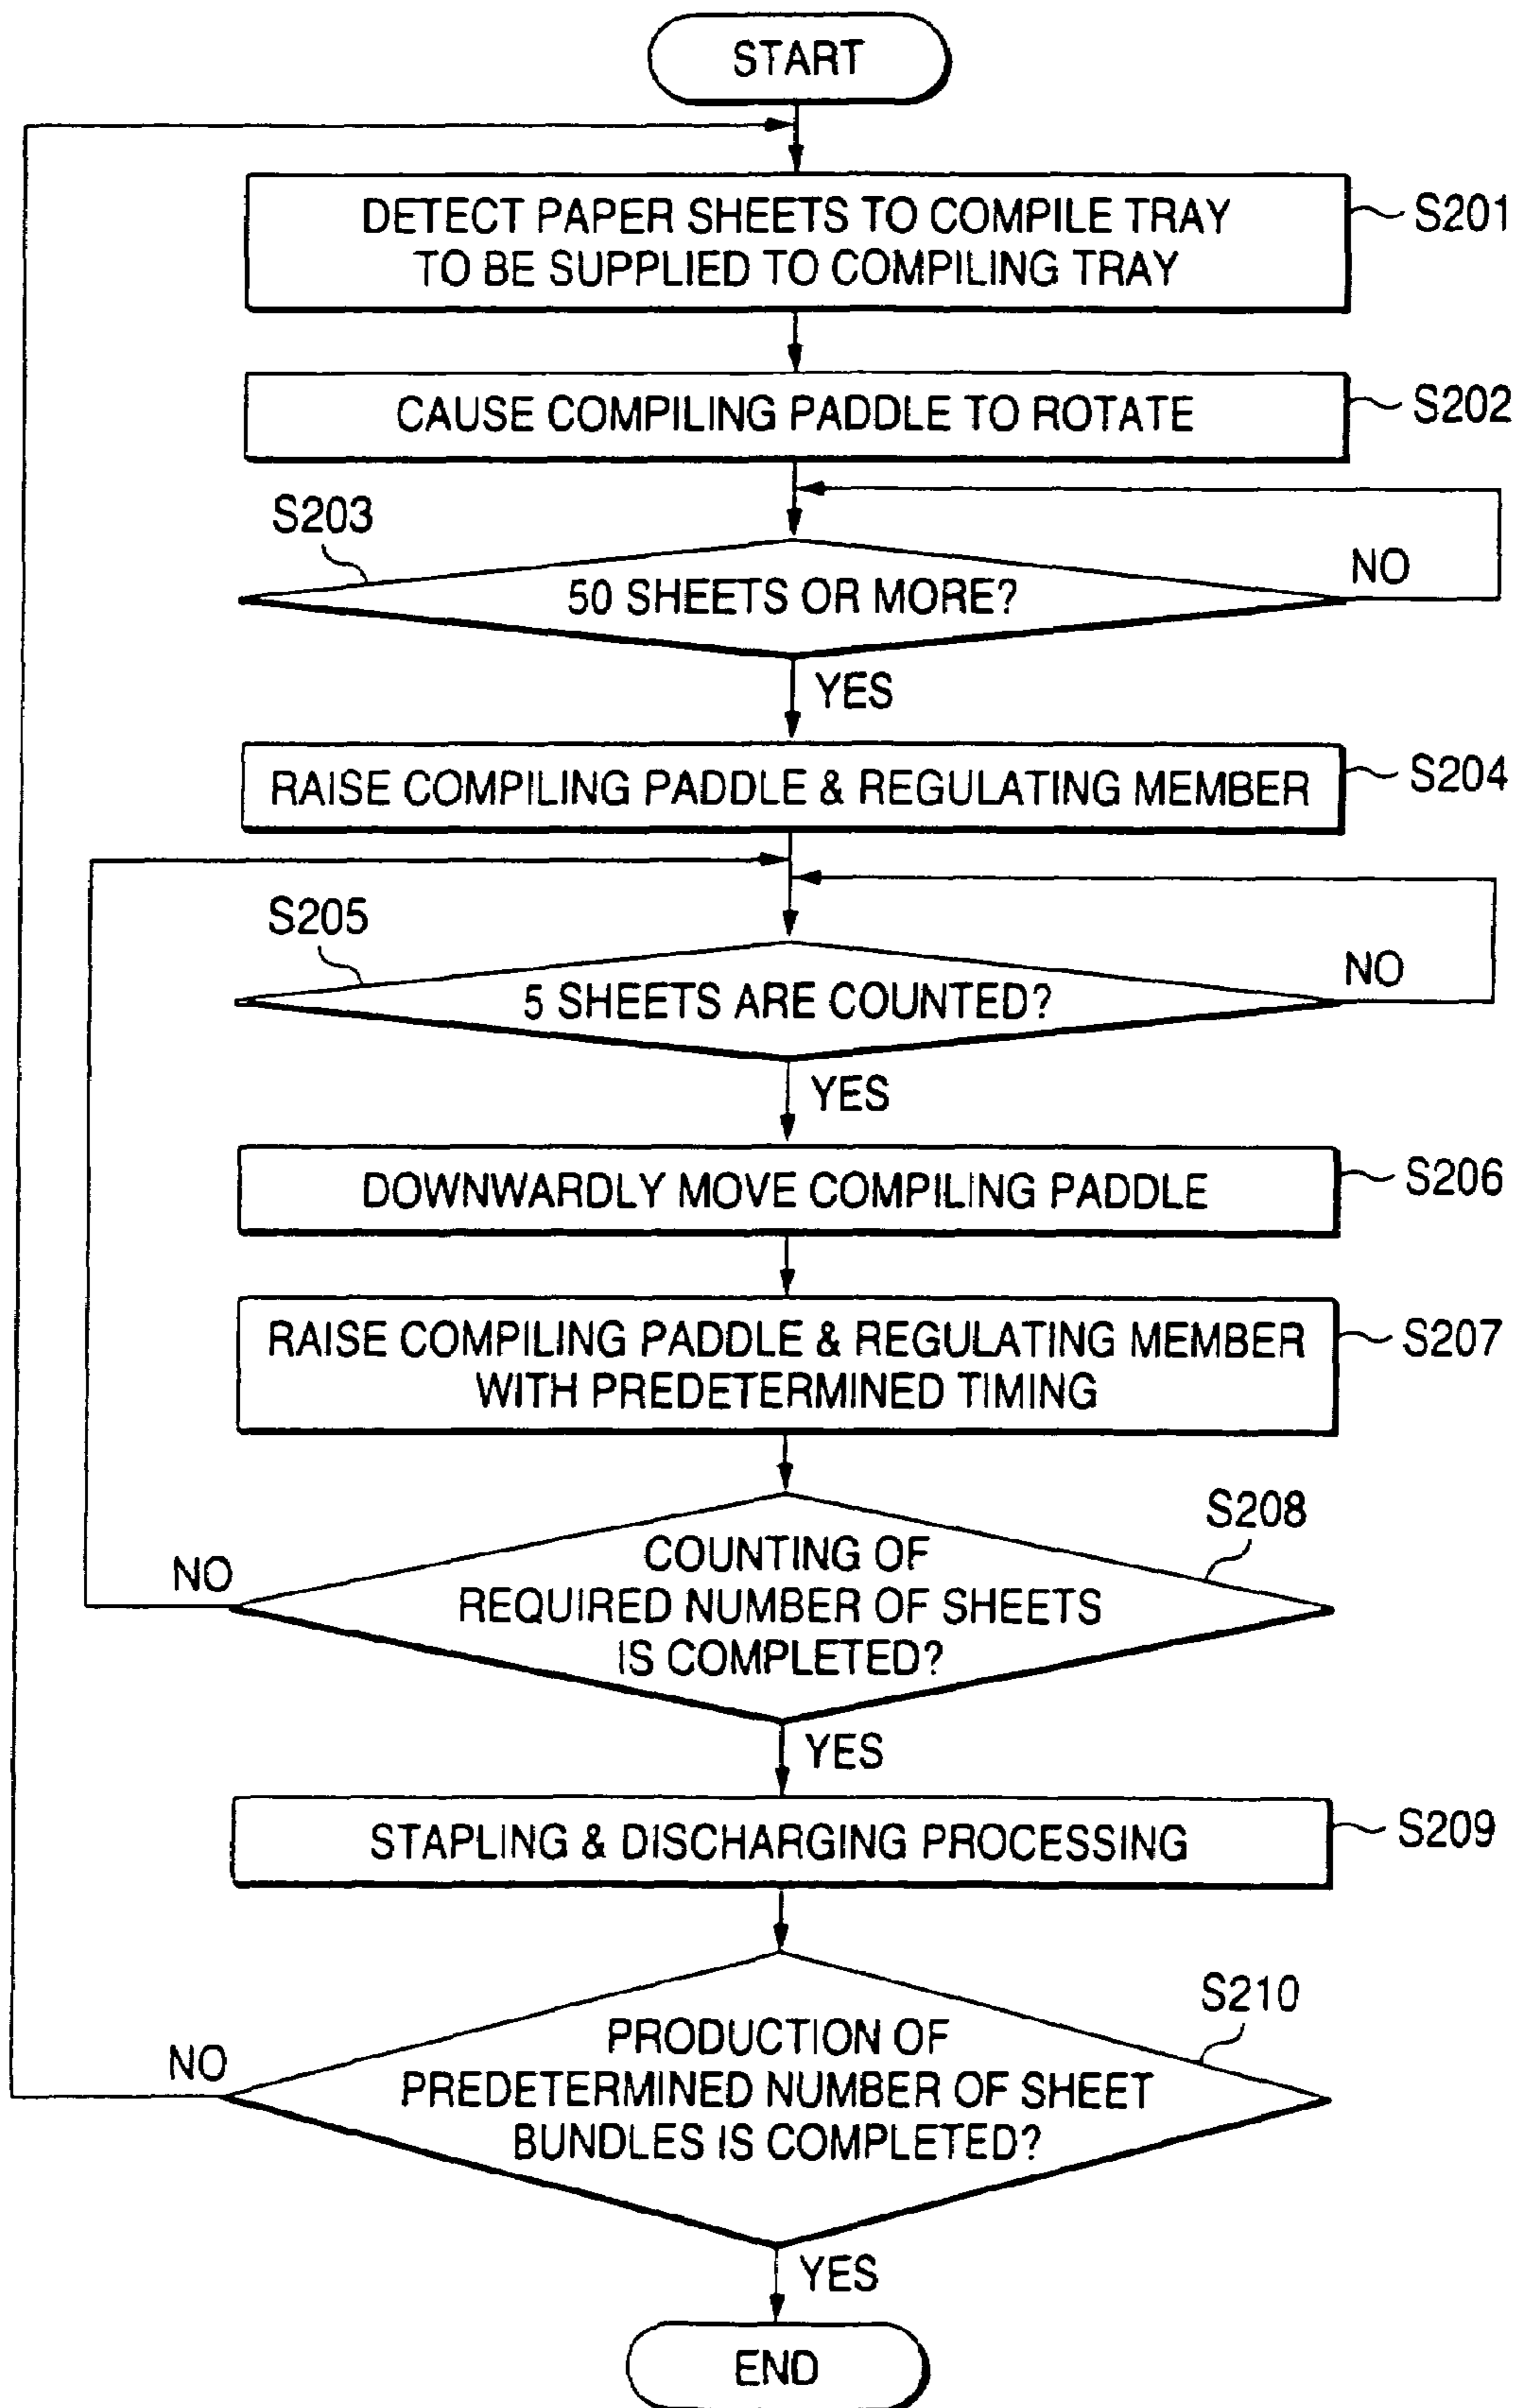 START
DETECT PAPER SHEETS TO COMPILE TRAY
TO BE SUPPLIED TO COMPILING TRAY
S201
CAUSE COMPILING PADDLE TO ROTATE
S202
S203
50 SHEETS OR MORE?
NO
YES
RAISE COMPILING PADDLE & REGULATING MEMBER
S204
S205
5 SHEETS ARE COUNTED?
NO
YES
DOWNWARDLY MOVE COMPILING PADDLE
S206
RAISE COMPILING PADDLE & REGULATING MEMBER
WITH PREDETERMINED TIMING
S207
S208
COUNTING OF
REQUIRED NUMBER OF SHEETS
IS COMPLETED?
NO
YES
STAPLING & DISCHARGING PROCESSING
S209
S210
PRODUCTION OF
PREDETERMINED NUMBER OF SHEET
BUNDLES IS COMPLETED?
NO
YES
END